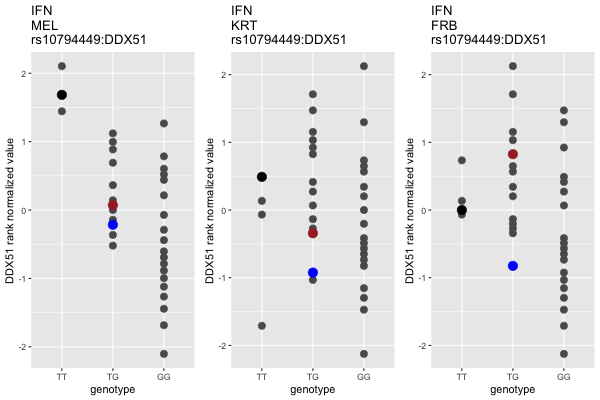 IFN
MEL
rs10794449:DDX51
DDX51 rank normalized value
2
1
0
-1
-2
TT TG GG
genotype
IFN
KRT
rs10794449:DDX51
DDX51 rank normalized value
2
1
0
-1
-2
TT TG GG
genotype
IFN
FRB
rs10794449:DDX51
DDX51 rank normalized value
2
1
0
-1
-2
TT TG GG
genotype